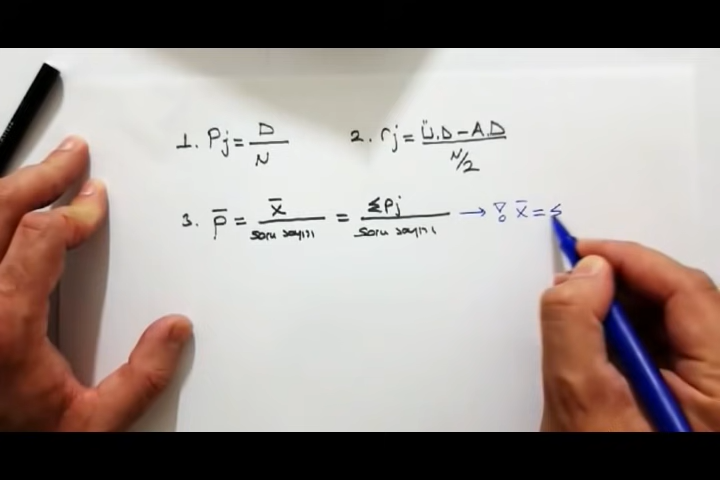 1. Pj = D/N 2. rj = Ü.D - A.D / N/2
3. p̄ = x̄ / soru sayısı = ΣPj / soru sayısı → ! x̄ = Σ